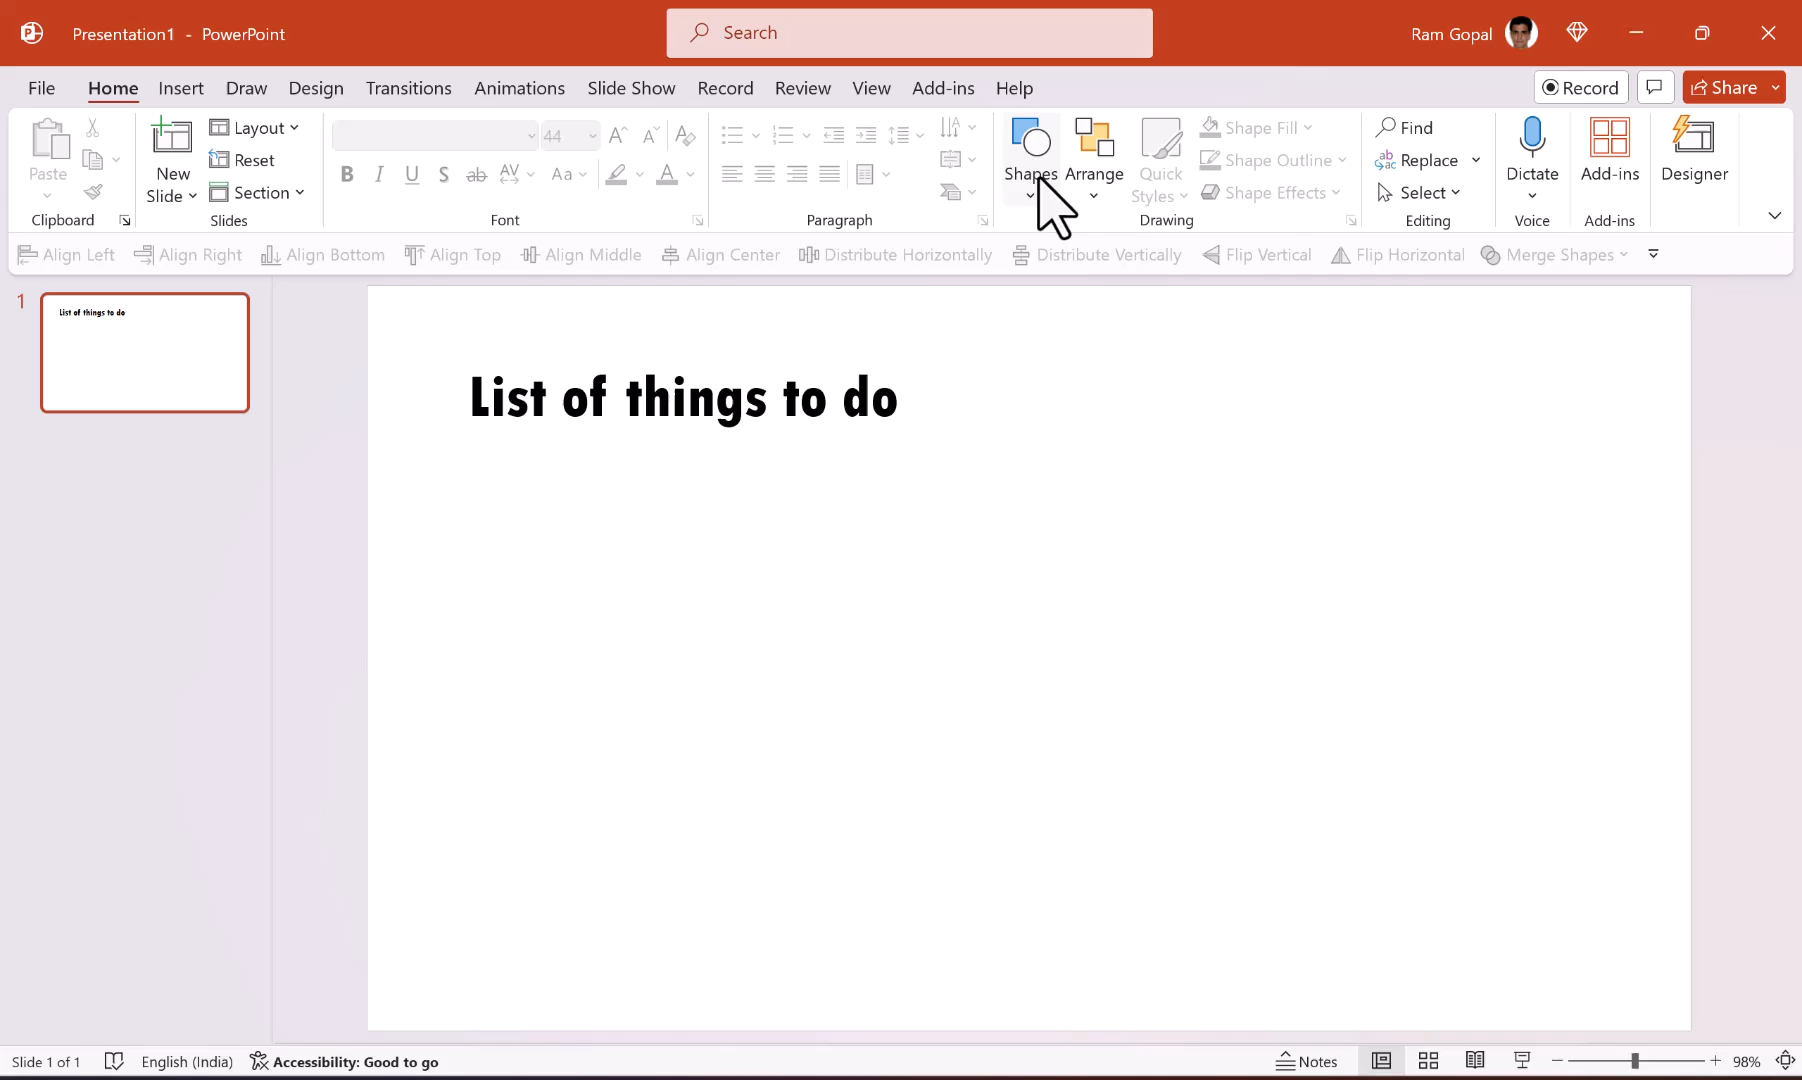 Presentation1 - PowerPoint
Search
Ram Gopal
File Home Insert Draw Design Transitions Animations Slide Show Record Review View Add-ins Help
Record
Share
Paste
Clipboard
New
Slide
Layout
Reset
Section
Slides
44
B I U S ab AV Aa A
Font
Paragraph
Shapes
Arrange
Quick
Styles
Shape Fill
Shape Outline
Shape Effects
Drawing
Find
Replace
Select
Editing
Dictate
Voice
Add-ins
Add-ins
Designer
Align Left Align Right Align Bottom Align Top Align Middle Align Center Distribute Horizontally Distribute Vertically Flip Vertical Flip Horizontal Merge Shapes
1
List of things to do
List of things to do
Slide 1 of 1 English (India) Accessibility: Good to go Notes 98%